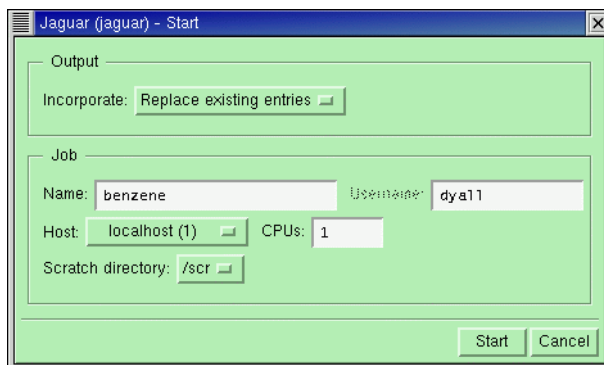 Jaguar (jaguar) - Start
Output
Incorporate: Replace existing entries
Job
Name: benzene Username: dyall
Host: localhost (1) CPUs: 1
Scratch directory: /scr
Start Cancel